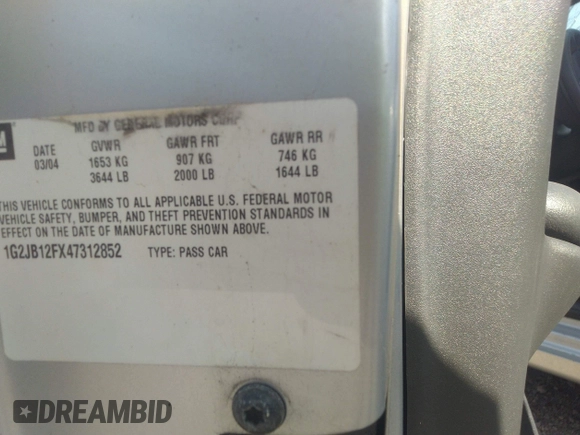 M
MFD BY GENERAL MOTORS CORP
DATE GVWR GAWR FRT GAWR RR
03/04 1653 KG 907 KG 746 KG
3644 LB 2000 LB 1644 LB
THIS VEHICLE CONFORMS TO ALL APPLICABLE U.S. FEDERAL MOTOR
VEHICLE SAFETY, BUMPER, AND THEFT PREVENTION STANDARDS IN
EFFECT ON THE DATE OF MANUFACTURE SHOWN ABOVE.
1G2JB12FX47312852 TYPE: PASS CAR
DREAMBID